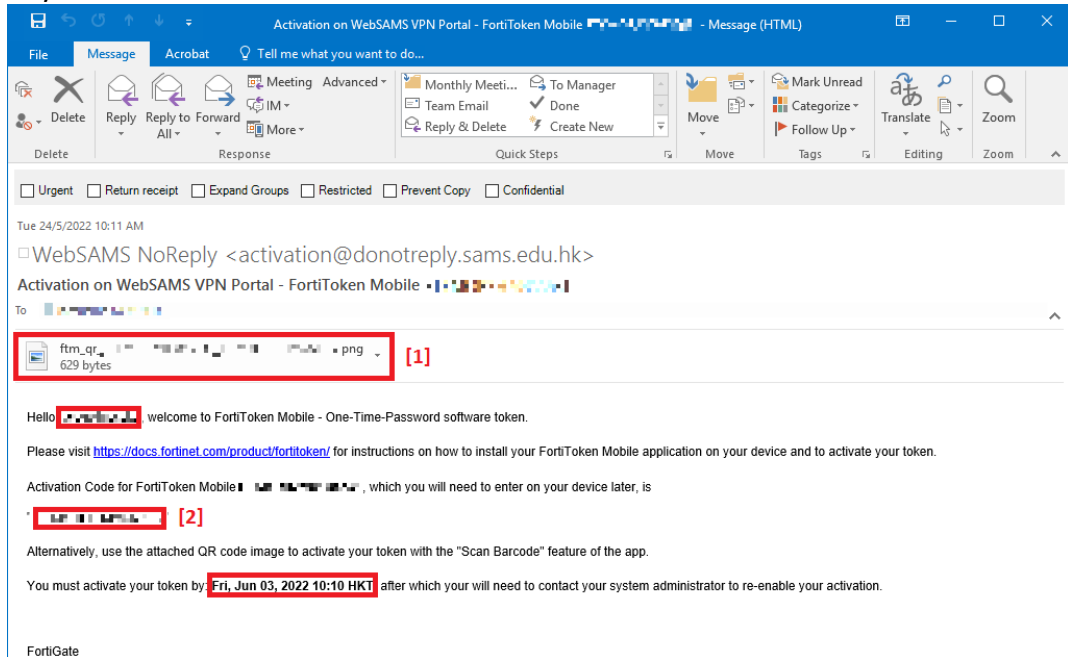 Activation on WebSAMS VPN Portal - FortiToken Mobile - Message (HTML)
File Message Acrobat Tell me what you want to do...
Delete
Reply
Reply to All
Forward
Meeting
IM
More
Advanced
Monthly Meeti...
Team Email
Reply & Delete
To Manager
Done
Create New
Move
Mark Unread
Categorize
Follow Up
Translate
Zoom
Delete Response Quick Steps Move Tags Editing Zoom
Urgent Return receipt Expand Groups Restricted Prevent Copy Confidential
Tue 24/5/2022 10:11 AM
WebSAMS NoReply <activation@donotreply.sams.edu.hk>
Activation on WebSAMS VPN Portal - FortiToken Mobile
To
ftm_qr_ png
629 bytes
[1]
Hello , welcome to FortiToken Mobile - One-Time-Password software token.
Please visit https://docs.fortinet.com/product/fortitoken/ for instructions on how to install your FortiToken Mobile application on your device and to activate your token.
Activation Code for FortiToken Mobile , which you will need to enter on your device later, is
[2]
Alternatively, use the attached QR code image to activate your token with the "Scan Barcode" feature of the app.
You must activate your token by: Fri, Jun 03, 2022 10:10 HKT, after which your will need to contact your system administrator to re-enable your activation.
FortiGate